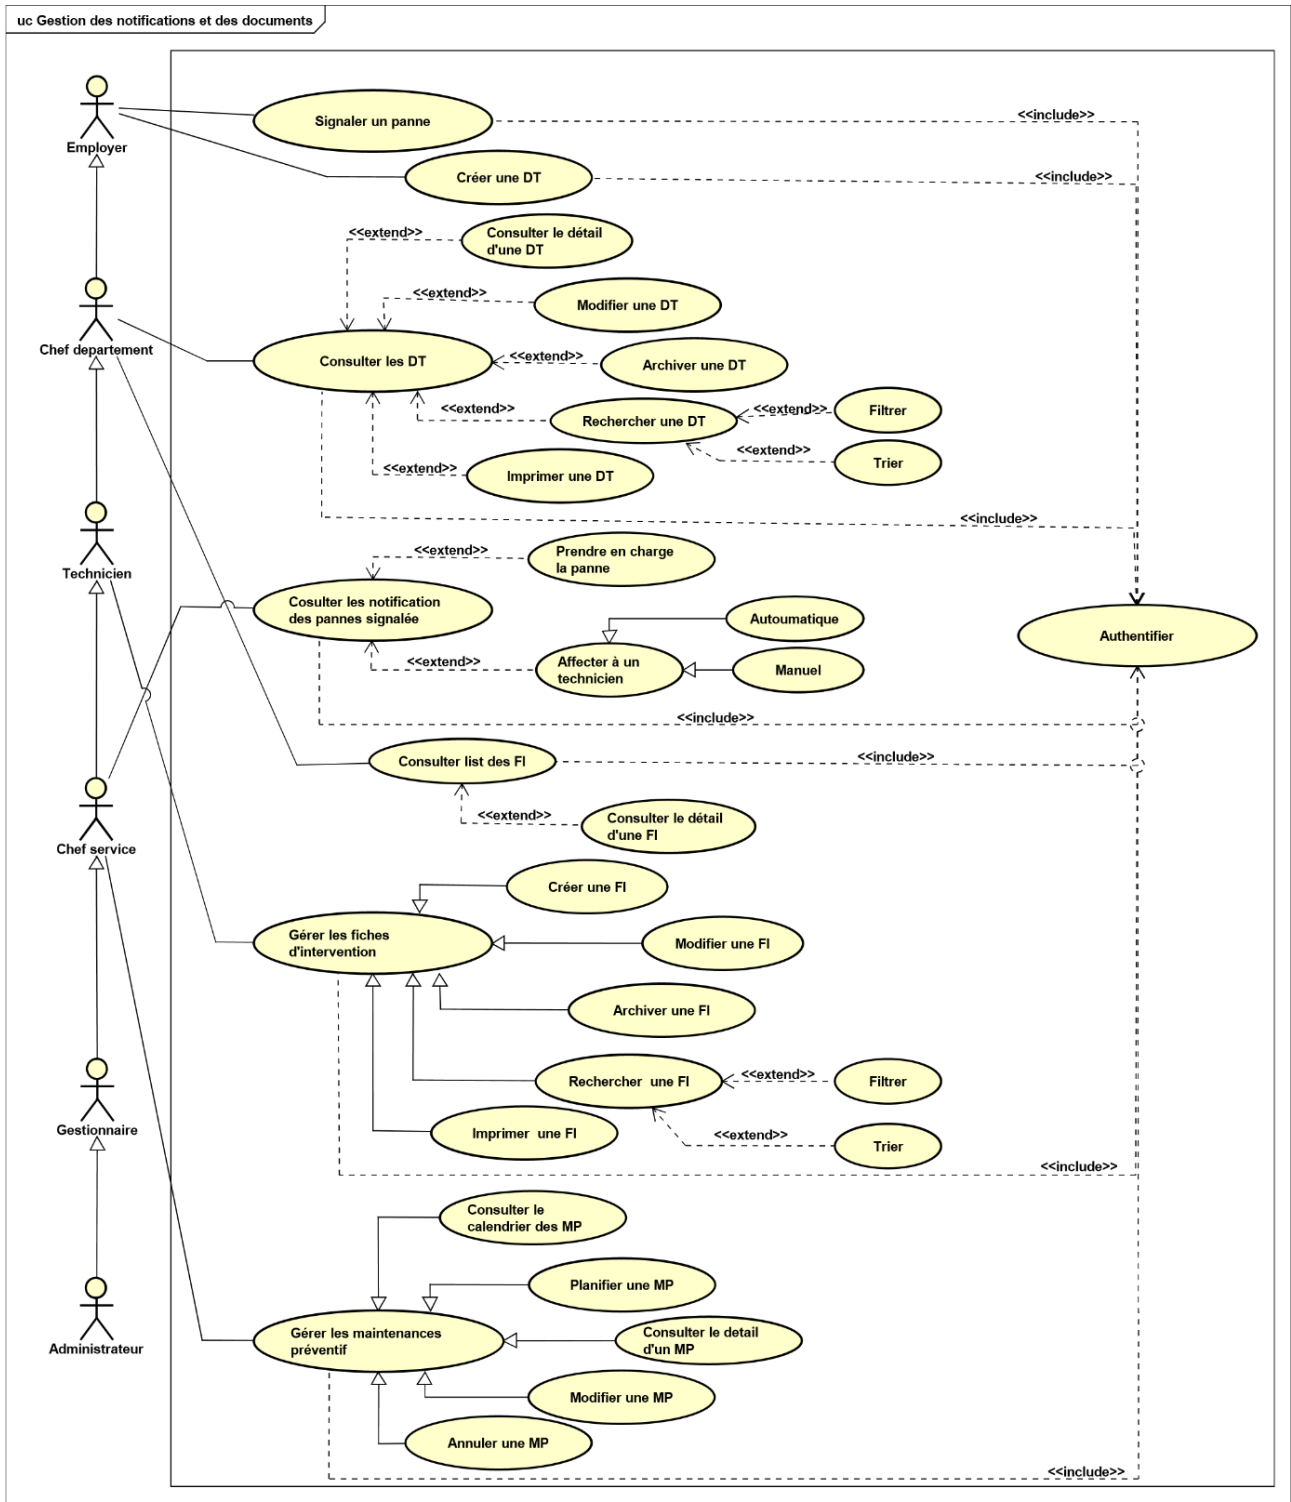 uc Gestion des notifications et des documents
Employer
Signaler un panne
<<include>>
Créer une DT
<<include>>
<<extend>>
Consulter le détail
d'une DT
<<extend>>
Modifier une DT
Chef departement
Consulter les DT
<<extend>>
Archiver une DT
<<extend>>
Rechercher une DT
<<extend>>
Filtrer
<<extend>>
Trier
<<extend>>
Imprimer une DT
<<include>>
Technicien
<<extend>>
Prendre en charge
la panne
Cosulter les notification
des pannes signalée
Autoumatique
Authentifier
<<extend>>
Affecter à un
technicien
Manuel
<<include>>
Consulter list des FI
<<include>>
<<extend>>
Consulter le détail
d'une FI
Chef service
Créer une FI
Gérer les fiches
d'intervention
Modifier une FI
Archiver une FI
Rechercher  une FI
<<extend>>
Filtrer
<<extend>>
Trier
Imprimer  une FI
<<include>>
Gestionnaire
Consulter le
calendrier des MP
Planifier une MP
Administrateur
Gérer les maintenances
préventif
Consulter le detail
d'un MP
Modifier une MP
Annuler une MP
<<include>>